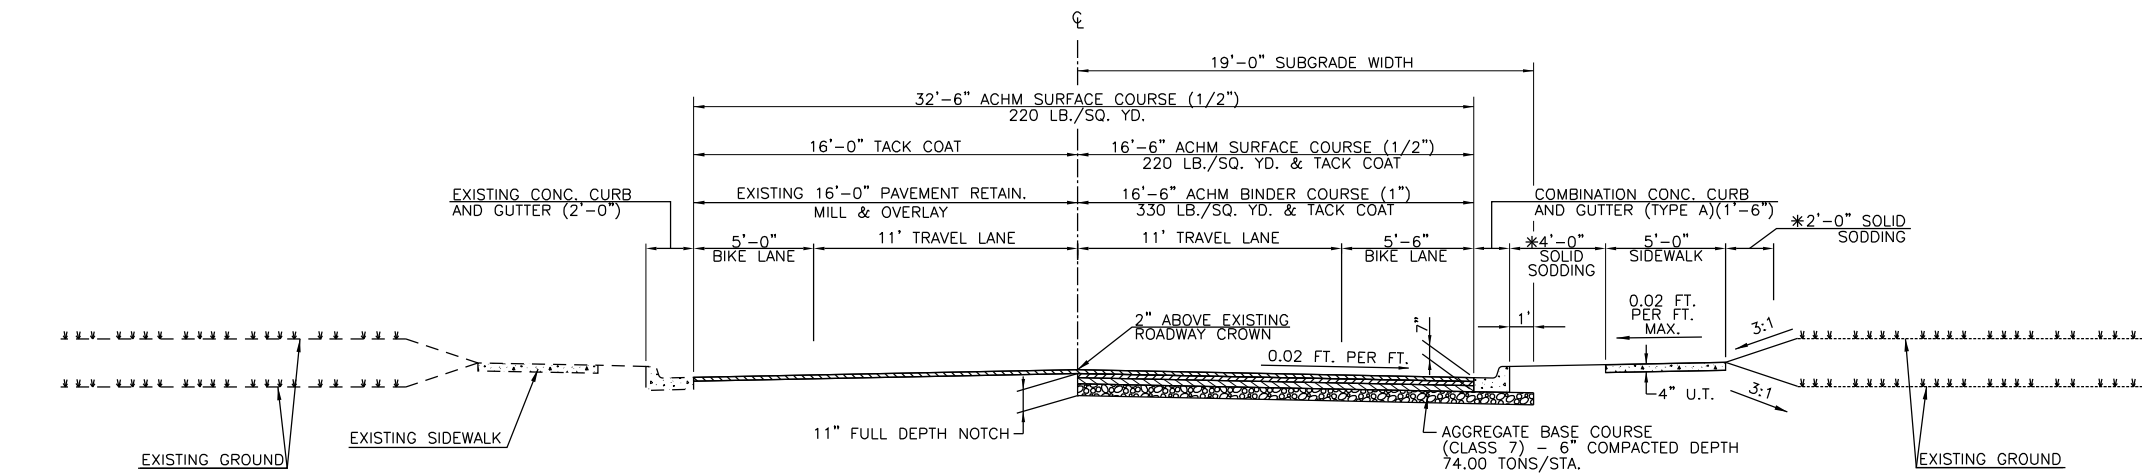 ℄
19'-0" SUBGRADE WIDTH
32'-6" ACHM SURFACE COURSE (1/2")
220 LB./SQ. YD.
16'-0" TACK COAT
16'-6" ACHM SURFACE COURSE (1/2")
220 LB./SQ. YD. & TACK COAT
EXISTING CONC. CURB
AND GUTTER (2'-0")
EXISTING 16'-0" PAVEMENT RETAIN.
MILL & OVERLAY
16'-6" ACHM BINDER COURSE (1")
330 LB./SQ. YD. & TACK COAT
COMBINATION CONC. CURB
AND GUTTER (TYPE A)(1'-6")
*2'-0" SOLID
SODDING
5'-0"
BIKE LANE
11' TRAVEL LANE
11' TRAVEL LANE
5'-6"
BIKE LANE
*4'-0"
SOLID
SODDING
5'-0"
SIDEWALK
0.02 FT.
PER FT.
MAX.
2" ABOVE EXISTING
ROADWAY CROWN
7"
1'
3:1
0.02 FT. PER FT.
4" U.T.
3:1
11" FULL DEPTH NOTCH
EXISTING SIDEWALK
EXISTING GROUND
AGGREGATE BASE COURSE
(CLASS 7) - 6" COMPACTED DEPTH
74.00 TONS/STA.
EXISTING GROUND